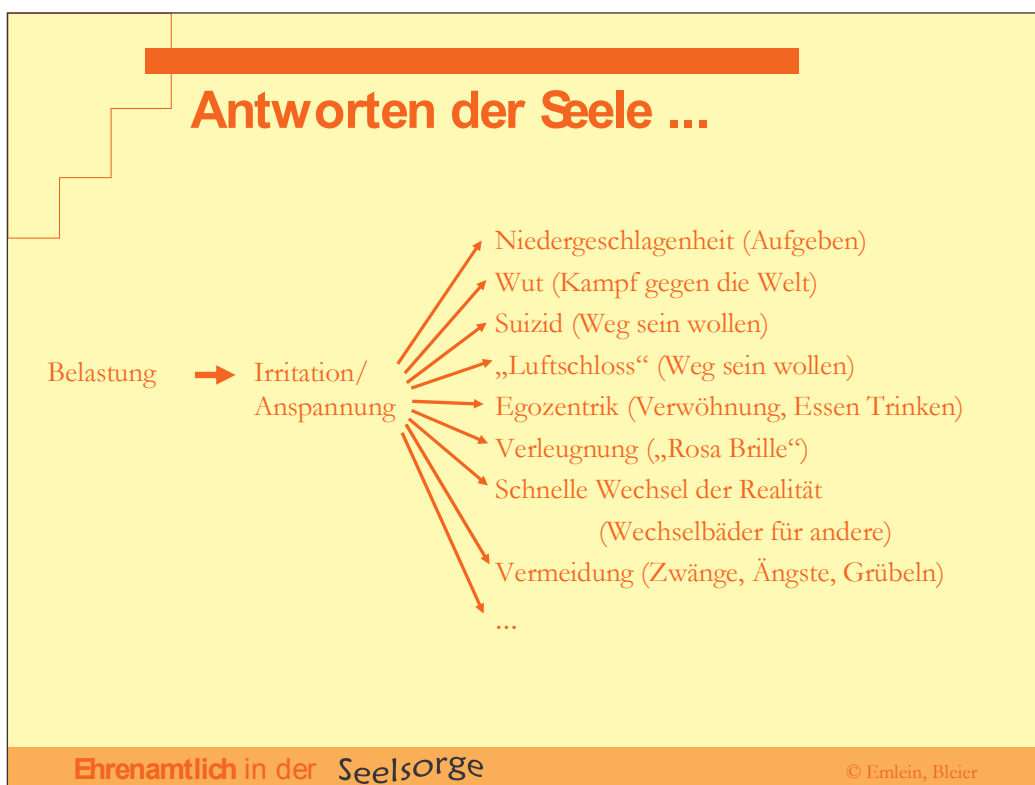 Antworten der Seele ...
Niedergeschlagenheit (Aufgeben)
Wut (Kampf gegen die Welt)
Suizid (Weg sein wollen)
Belastung
Irritation/
Anspannung
„Luftschloss“ (Weg sein wollen)
Egozentrik (Verwöhnung, Essen Trinken)
Verleugnung („Rosa Brille“)
Schnelle Wechsel der Realität
(Wechselbäder für andere)
Vermeidung (Zwänge, Ängste, Grübeln)
...
Ehrenamtlich in der Seelsorge
© Emlein, Bleier